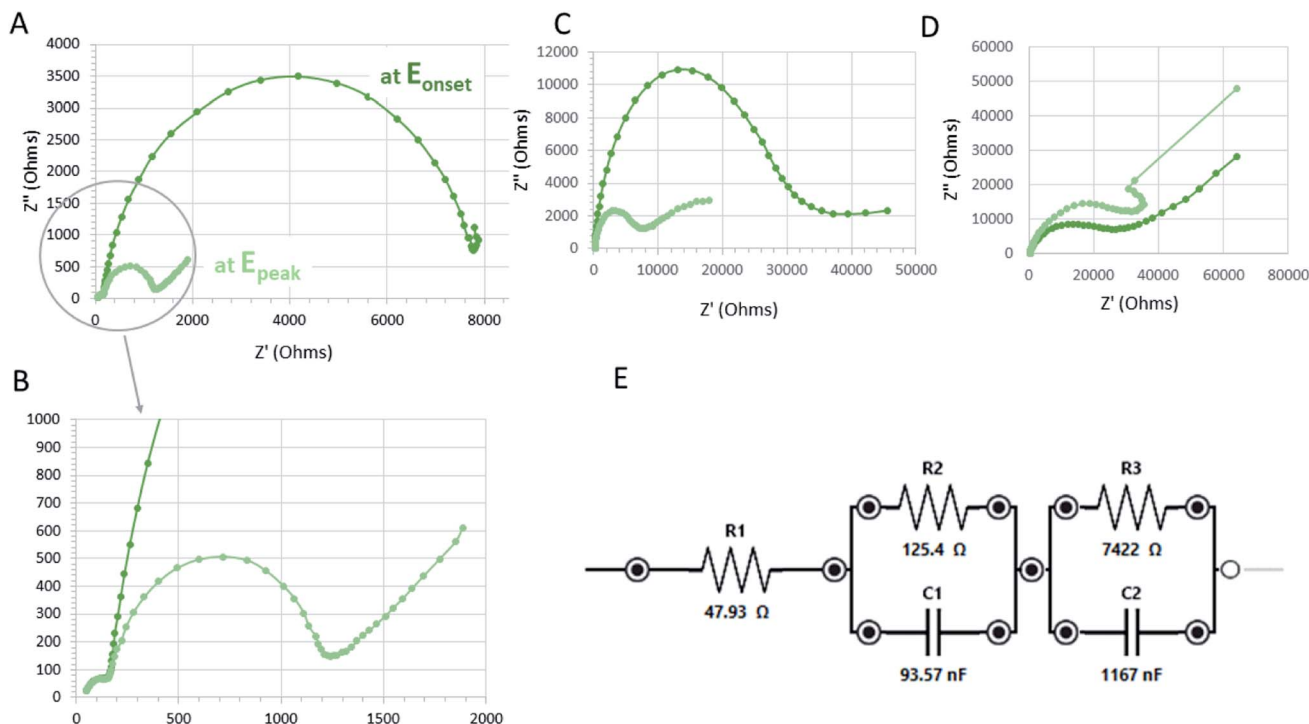 A
4000
3500
3000
2500
2000
1500
1000
500
0
Z'' (Ohms)
at Eonset
at Epeak
0 2000 4000 6000 8000
Z' (Ohms)
C
12000
10000
8000
6000
4000
2000
0
Z'' (Ohms)
0 10000 20000 30000 40000 50000
Z' (Ohms)
D
60000
50000
40000
30000
20000
10000
0
Z'' (Ohms)
0 20000 40000 60000 80000
Z' (Ohms)
B
1000
900
800
700
600
500
400
300
200
100
0
0 500 1000 1500 2000
E
R1
47.93 Ω
R2
125.4 Ω
C1
93.57 nF
R3
7422 Ω
C2
1167 nF